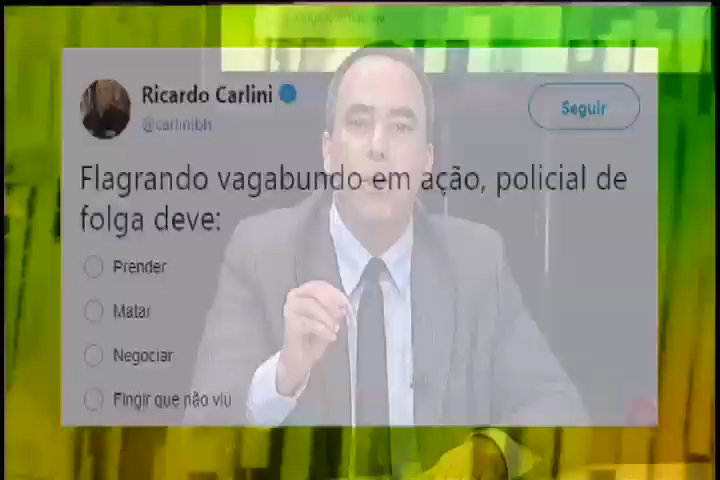 Ricardo Carlini
@carlinibh
Seguir
Flagrando vagabundo em ação, policial de
folga deve:
Prender
Matar
Negociar
Fingir que não viu